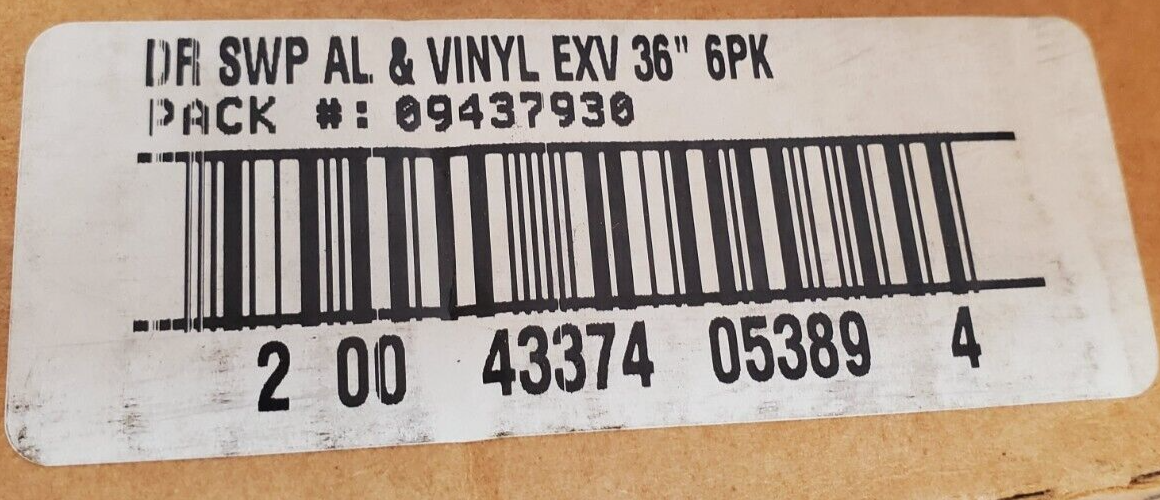 DR SWP AL & VINYL EXV 36" 6PK
PACK #: 09437930
2 00 43374 05389 4